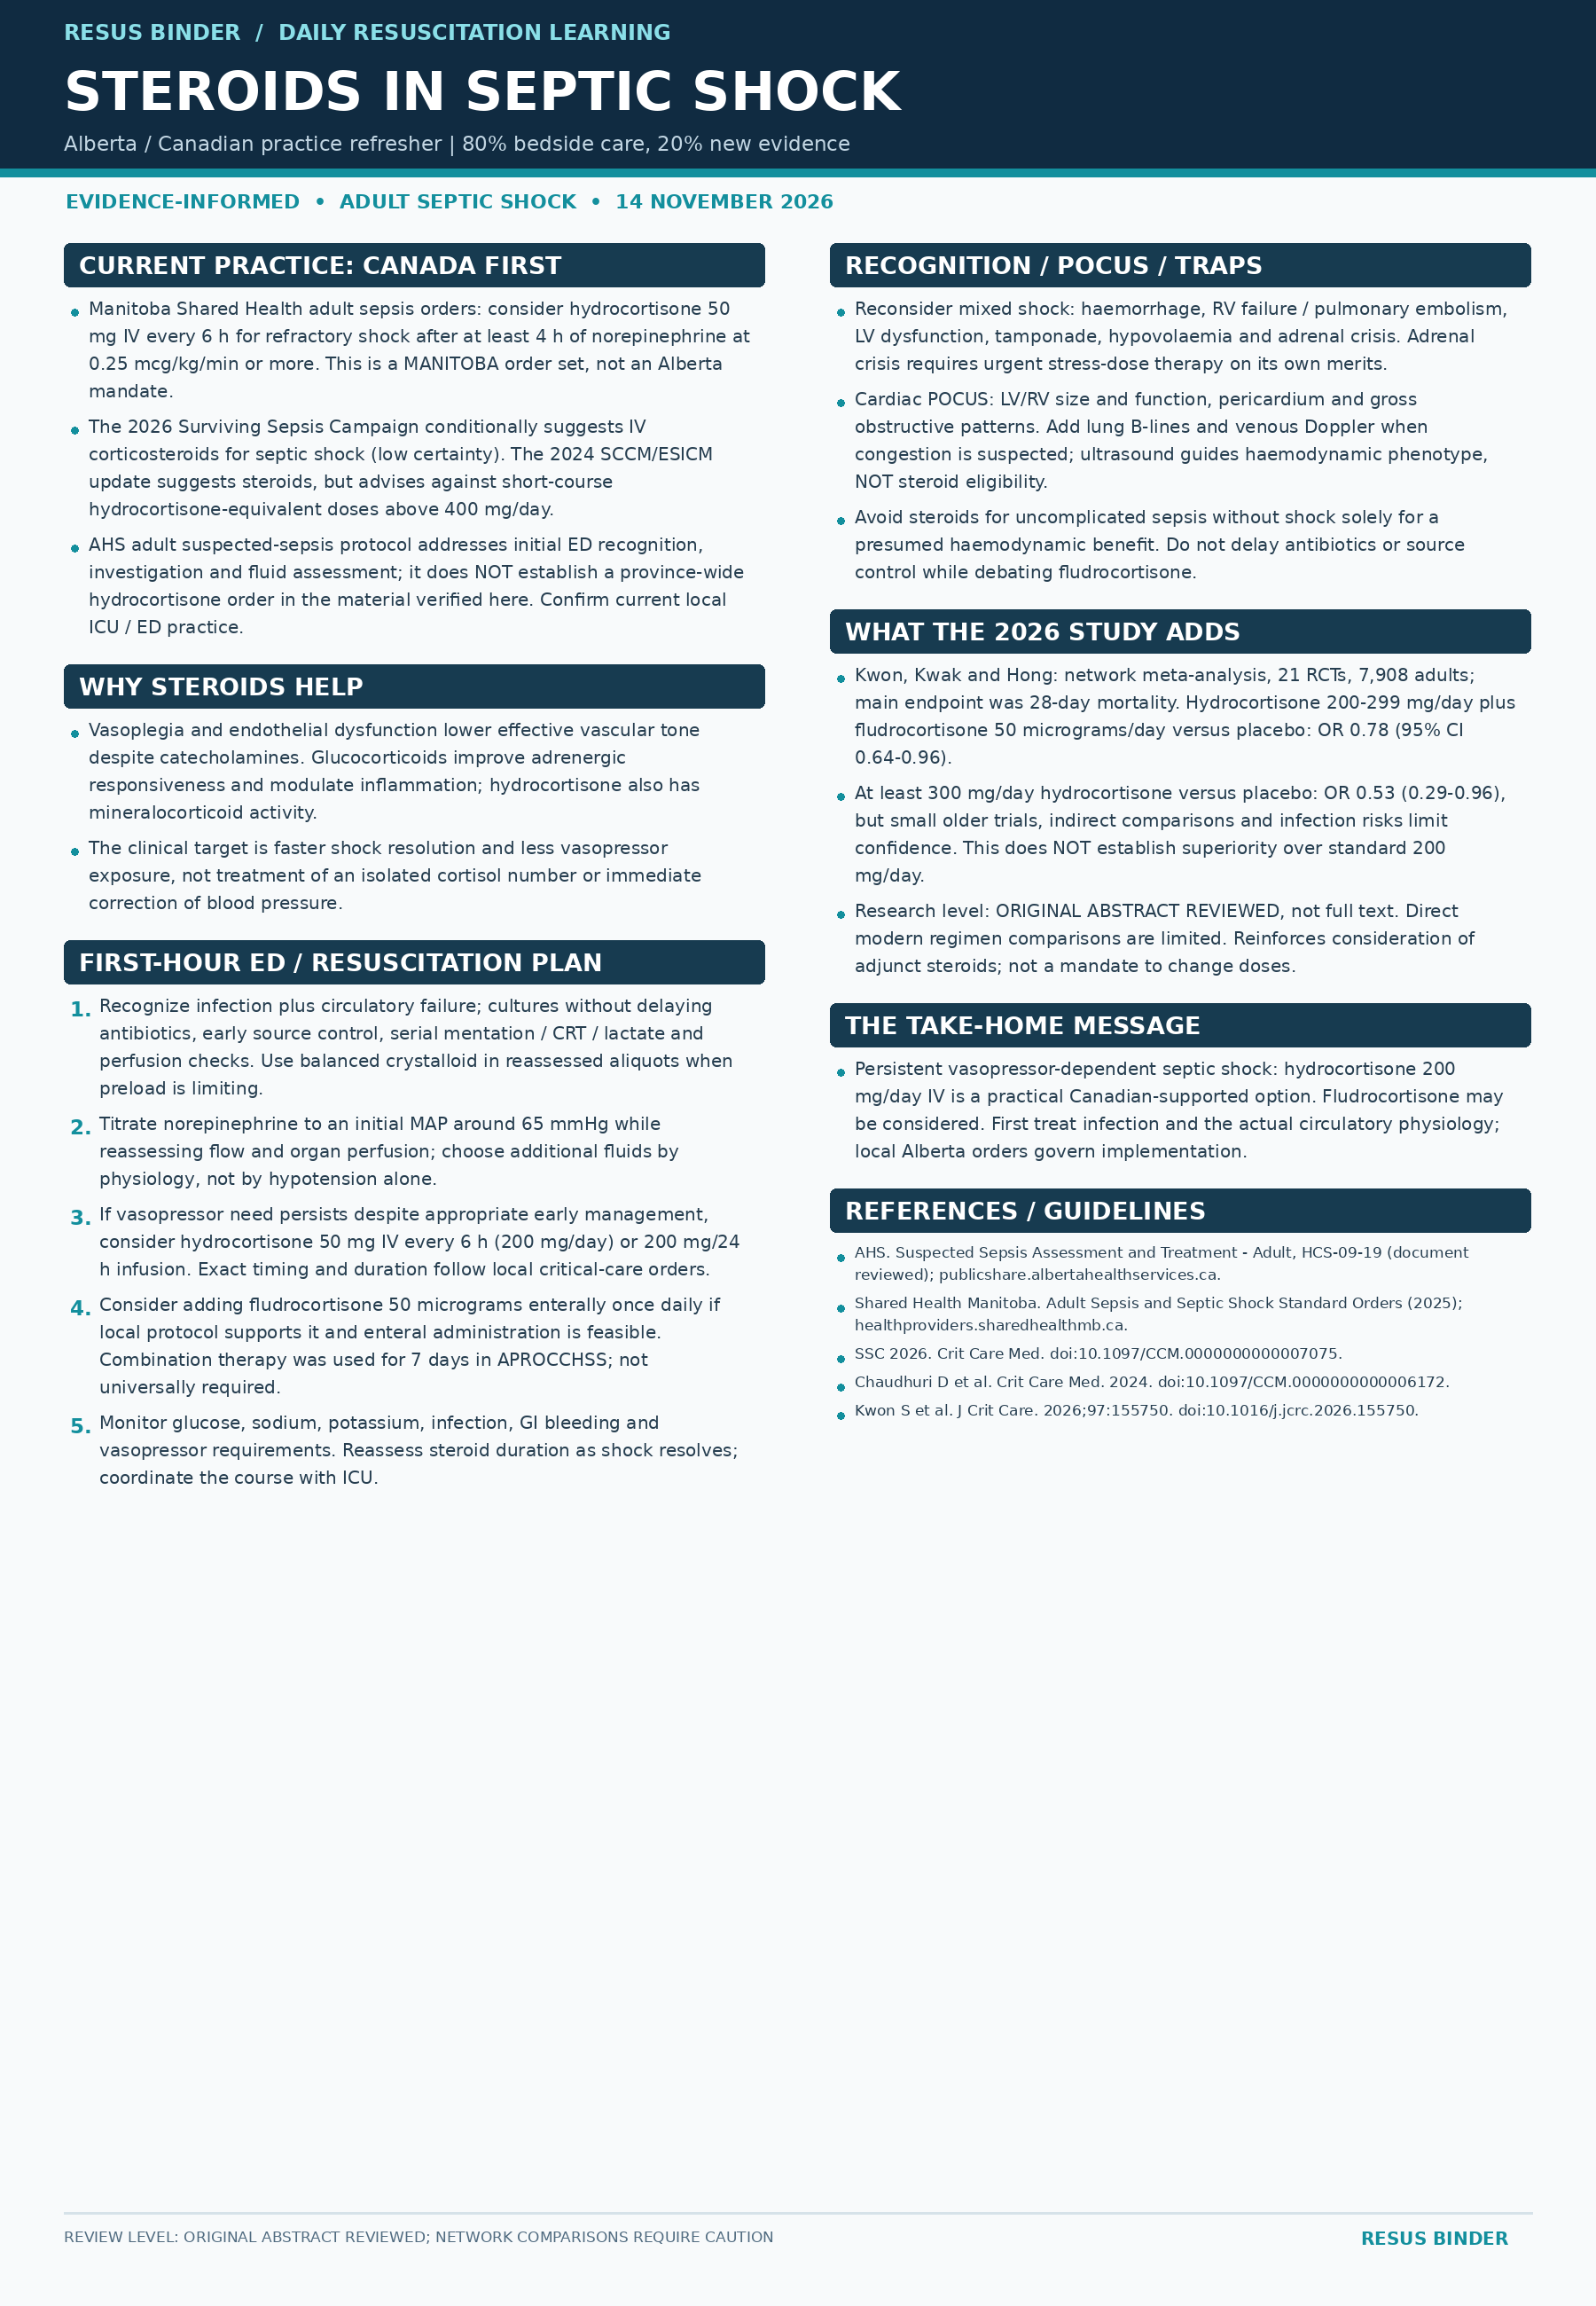 RESUS BINDER / DAILY RESUSCITATION LEARNING
STEROIDS IN SEPTIC SHOCK
Alberta / Canadian practice refresher | 80% bedside care, 20% new evidence
EVIDENCE-INFORMED • ADULT SEPTIC SHOCK • 14 NOVEMBER 2026
CURRENT PRACTICE: CANADA FIRST
• Manitoba Shared Health adult sepsis orders: consider hydrocortisone 50
mg IV every 6 h for refractory shock after at least 4 h of norepinephrine at
0.25 mcg/kg/min or more. This is a MANITOBA order set, not an Alberta
mandate.
• The 2026 Surviving Sepsis Campaign conditionally suggests IV
corticosteroids for septic shock (low certainty). The 2024 SCCM/ESICM
update suggests steroids, but advises against short-course
hydrocortisone-equivalent doses above 400 mg/day.
• AHS adult suspected-sepsis protocol addresses initial ED recognition,
investigation and fluid assessment; it does NOT establish a province-wide
hydrocortisone order in the material verified here. Confirm current local
ICU / ED practice.
WHY STEROIDS HELP
• Vasoplegia and endothelial dysfunction lower effective vascular tone
despite catecholamines. Glucocorticoids improve adrenergic
responsiveness and modulate inflammation; hydrocortisone also has
mineralocorticoid activity.
• The clinical target is faster shock resolution and less vasopressor
exposure, not treatment of an isolated cortisol number or immediate
correction of blood pressure.
FIRST-HOUR ED / RESUSCITATION PLAN
1. Recognize infection plus circulatory failure; cultures without delaying
antibiotics, early source control, serial mentation / CRT / lactate and
perfusion checks. Use balanced crystalloid in reassessed aliquots when
preload is limiting.
2. Titrate norepinephrine to an initial MAP around 65 mmHg while
reassessing flow and organ perfusion; choose additional fluids by
physiology, not by hypotension alone.
3. If vasopressor need persists despite appropriate early management,
consider hydrocortisone 50 mg IV every 6 h (200 mg/day) or 200 mg/24
h infusion. Exact timing and duration follow local critical-care orders.
4. Consider adding fludrocortisone 50 micrograms enterally once daily if
local protocol supports it and enteral administration is feasible.
Combination therapy was used for 7 days in APROCCHSS; not
universally required.
5. Monitor glucose, sodium, potassium, infection, GI bleeding and
vasopressor requirements. Reassess steroid duration as shock resolves;
coordinate the course with ICU.
RECOGNITION / POCUS / TRAPS
• Reconsider mixed shock: haemorrhage, RV failure / pulmonary embolism,
LV dysfunction, tamponade, hypovolaemia and adrenal crisis. Adrenal
crisis requires urgent stress-dose therapy on its own merits.
• Cardiac POCUS: LV/RV size and function, pericardium and gross
obstructive patterns. Add lung B-lines and venous Doppler when
congestion is suspected; ultrasound guides haemodynamic phenotype,
NOT steroid eligibility.
• Avoid steroids for uncomplicated sepsis without shock solely for a
presumed haemodynamic benefit. Do not delay antibiotics or source
control while debating fludrocortisone.
WHAT THE 2026 STUDY ADDS
• Kwon, Kwak and Hong: network meta-analysis, 21 RCTs, 7,908 adults;
main endpoint was 28-day mortality. Hydrocortisone 200-299 mg/day plus
fludrocortisone 50 micrograms/day versus placebo: OR 0.78 (95% CI
0.64-0.96).
• At least 300 mg/day hydrocortisone versus placebo: OR 0.53 (0.29-0.96),
but small older trials, indirect comparisons and infection risks limit
confidence. This does NOT establish superiority over standard 200
mg/day.
• Research level: ORIGINAL ABSTRACT REVIEWED, not full text. Direct
modern regimen comparisons are limited. Reinforces consideration of
adjunct steroids; not a mandate to change doses.
THE TAKE-HOME MESSAGE
• Persistent vasopressor-dependent septic shock: hydrocortisone 200
mg/day IV is a practical Canadian-supported option. Fludrocortisone may
be considered. First treat infection and the actual circulatory physiology;
local Alberta orders govern implementation.
REFERENCES / GUIDELINES
• AHS. Suspected Sepsis Assessment and Treatment - Adult, HCS-09-19 (document
reviewed); publicshare.albertahealthservices.ca.
• Shared Health Manitoba. Adult Sepsis and Septic Shock Standard Orders (2025);
healthproviders.sharedhealthmb.ca.
• SSC 2026. Crit Care Med. doi:10.1097/CCM.0000000000007075.
• Chaudhuri D et al. Crit Care Med. 2024. doi:10.1097/CCM.0000000000006172.
• Kwon S et al. J Crit Care. 2026;97:155750. doi:10.1016/j.jcrc.2026.155750.
REVIEW LEVEL: ORIGINAL ABSTRACT REVIEWED; NETWORK COMPARISONS REQUIRE CAUTION
RESUS BINDER